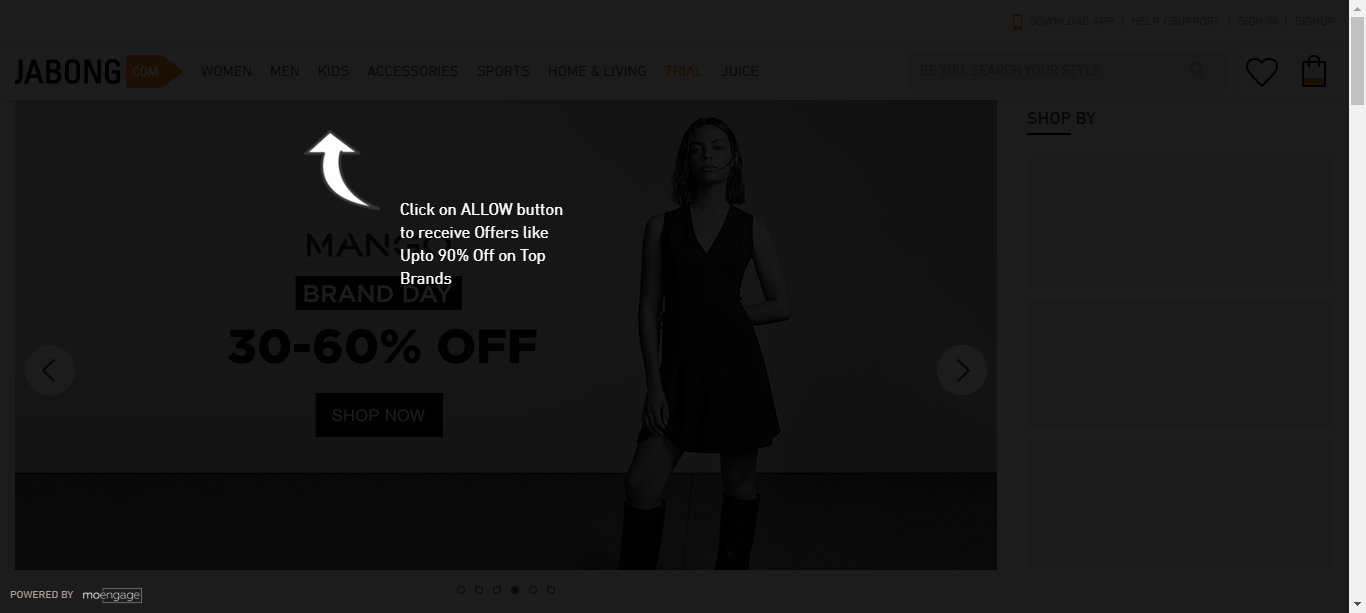 DOWNLOAD APP | HELP / SUPPORT | SIGN IN | SIGNUP
JABONG COM WOMEN MEN KIDS ACCESSORIES SPORTS HOME & LIVING TRIAL JUICE BE YOU. SEARCH YOUR STYLE
SHOP BY
Click on ALLOW button
to receive Offers like
Upto 90% Off on Top
Brands
MANGO
BRAND DAY
30-60% OFF
SHOP NOW
POWERED BY moengage